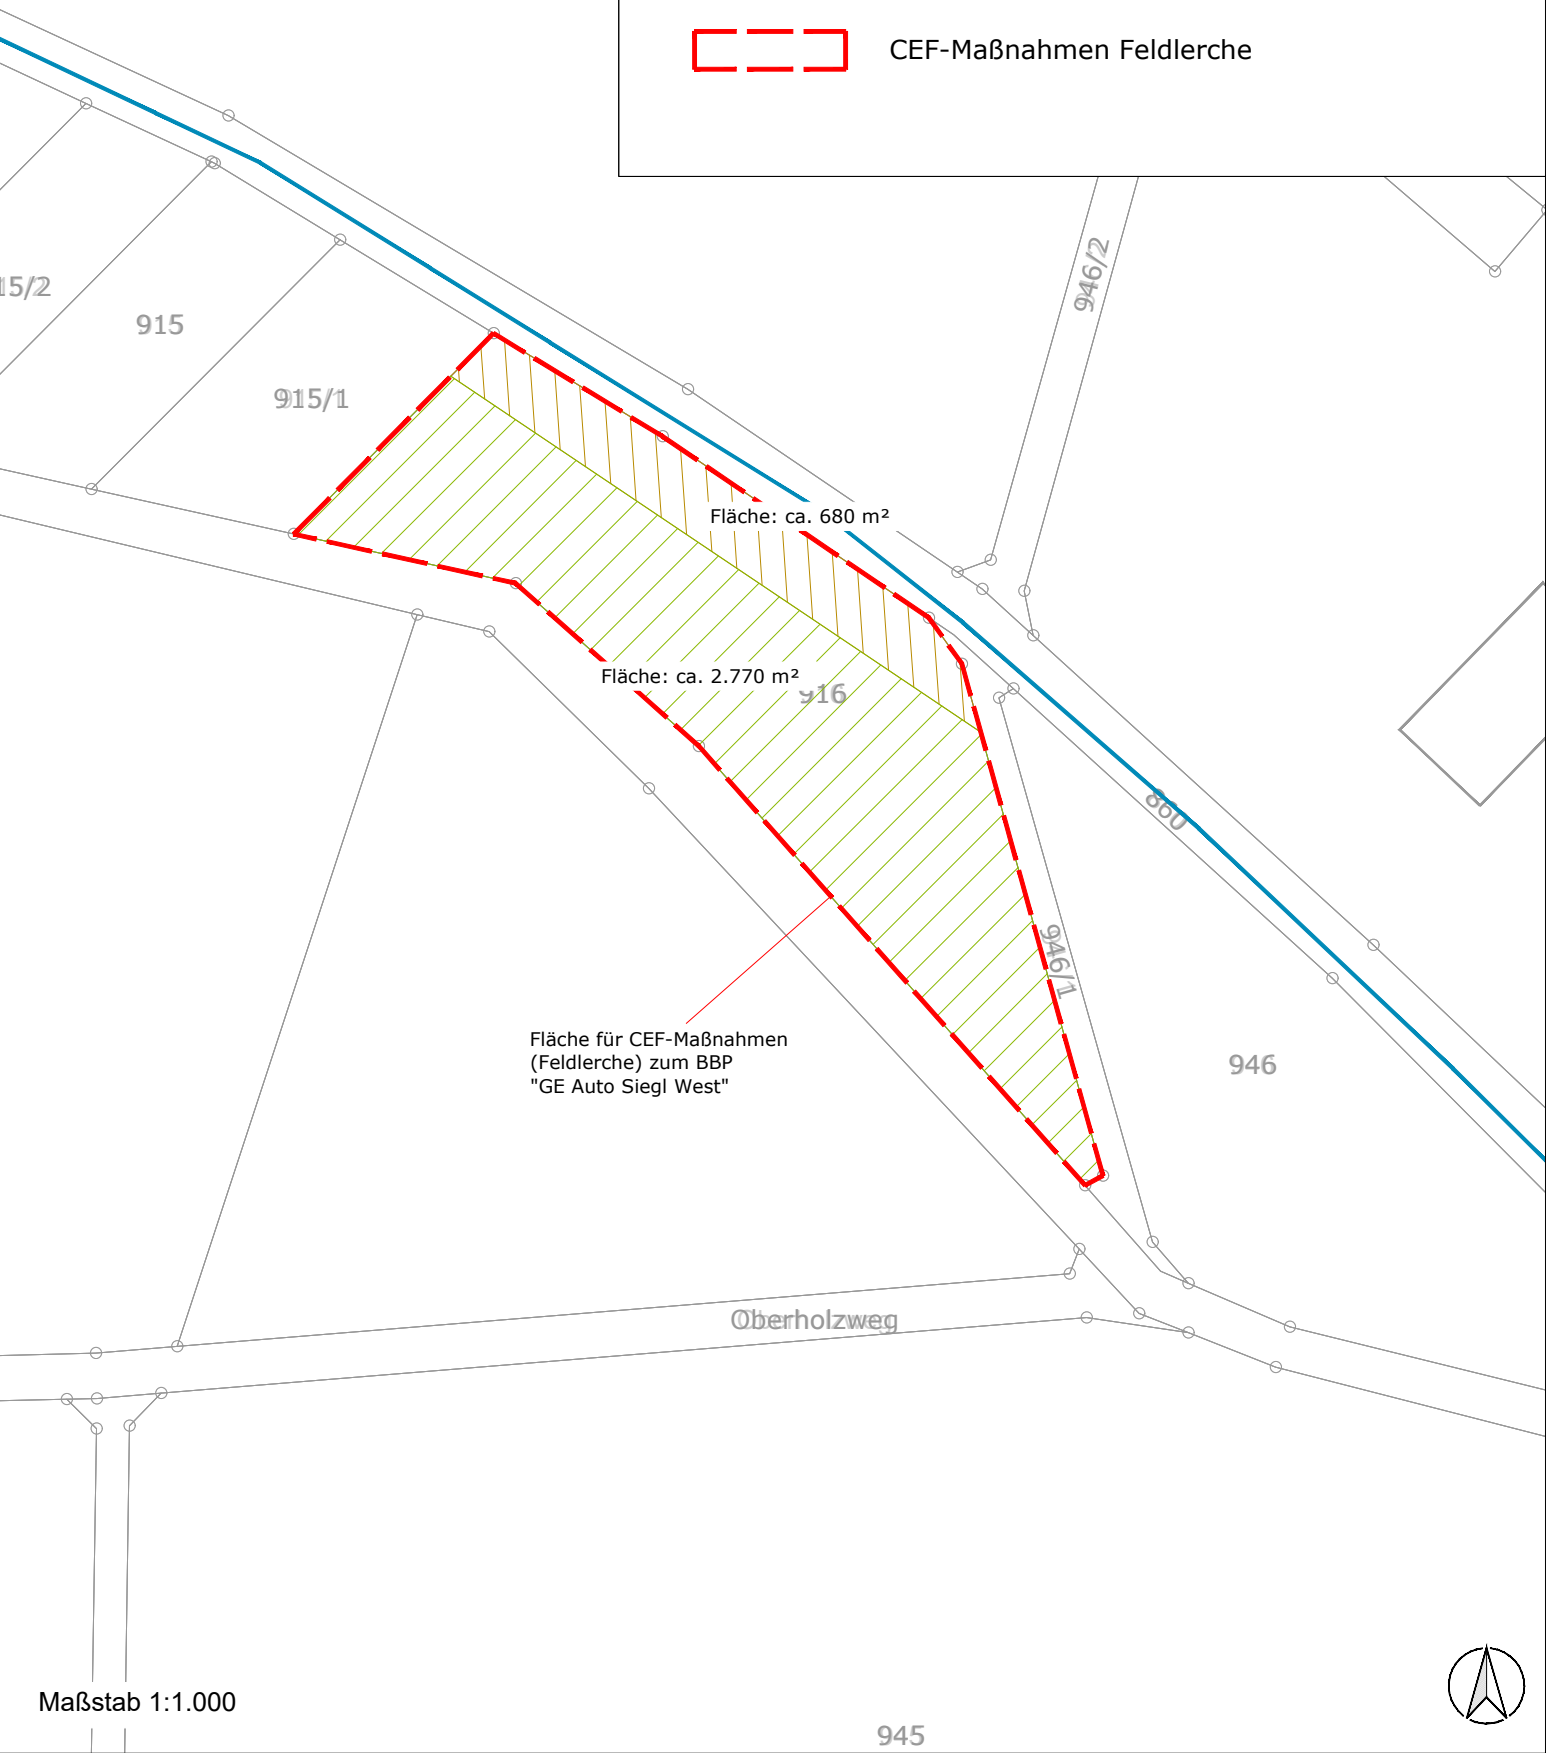 CEF-Maßnahmen Feldlerche
946/2
15/2
915
915/1
Fläche: ca. 680 m²
Fläche: ca. 2.770 m²
916
860
946/1
Fläche für CEF-Maßnahmen
(Feldlerche) zum BBP
"GE Auto Siegl West"
946
Oberholzweg
Maßstab 1:1.000
945